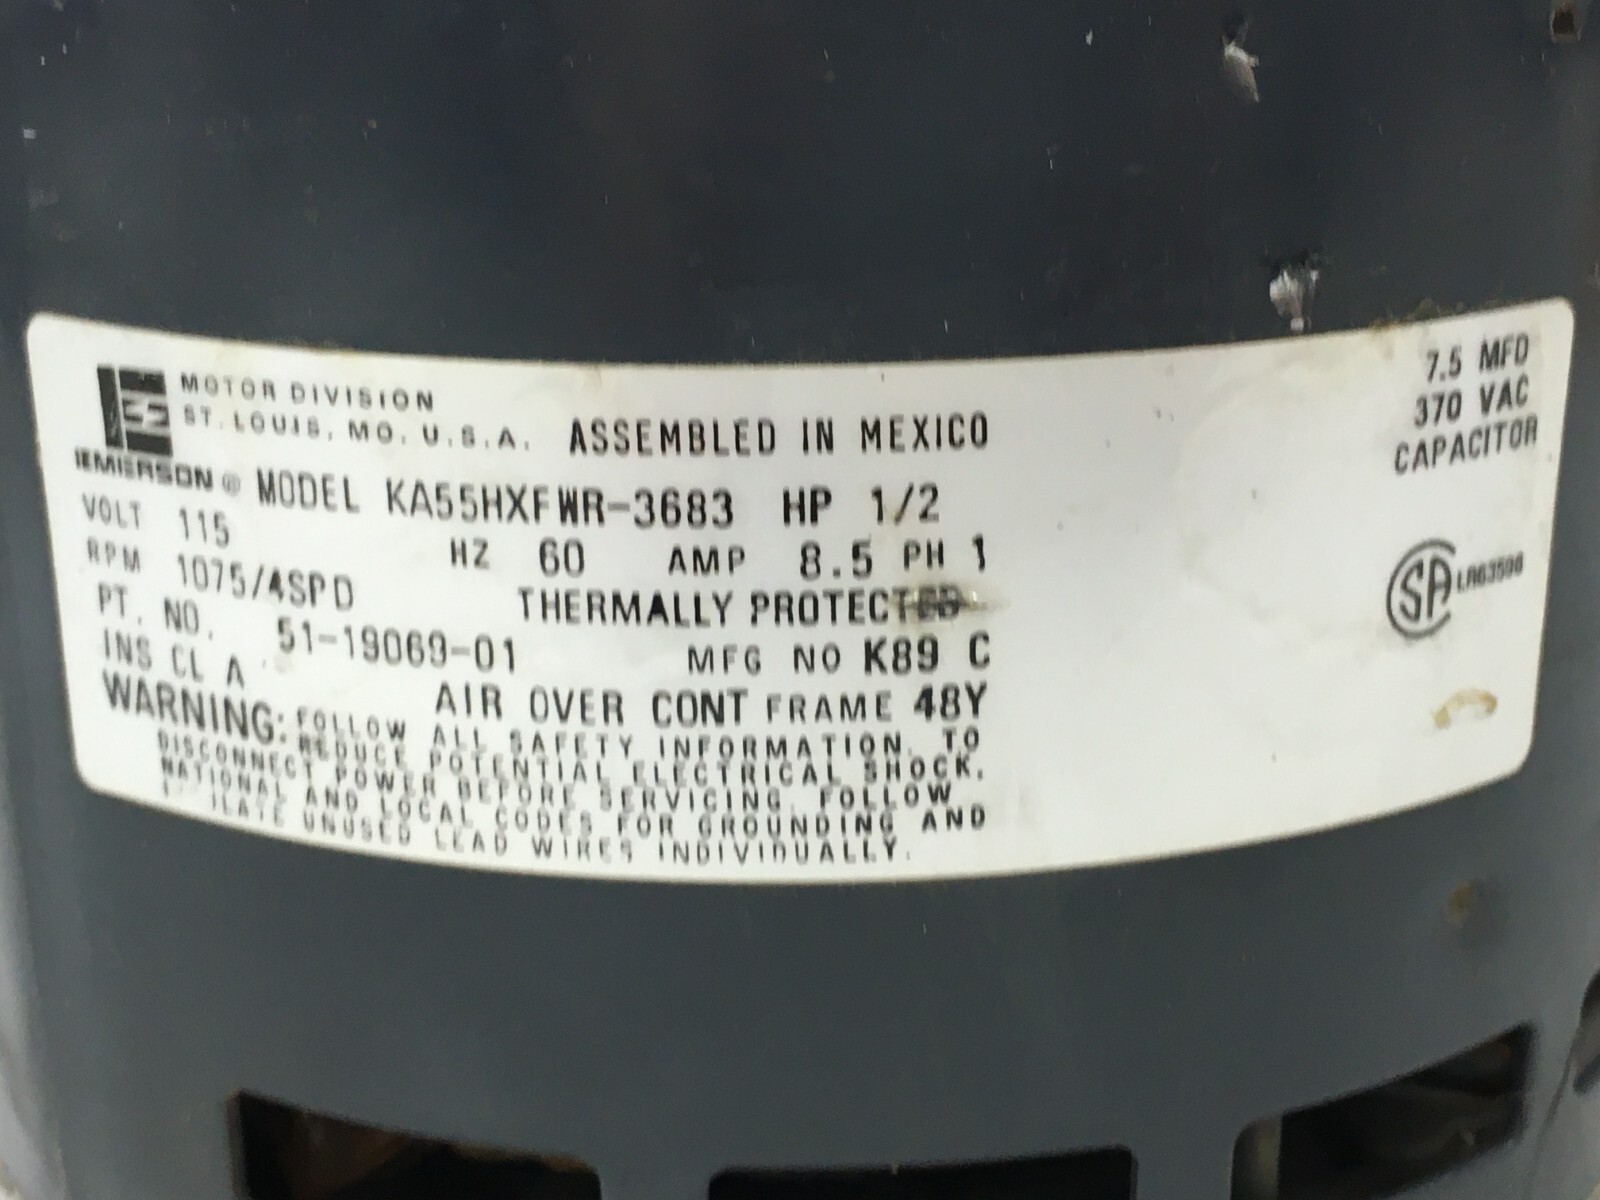 MOTOR DIVISION
ST. LOUIS, MO. U.S.A. ASSEMBLED IN MEXICO
EMERSON ® MODEL KA55HXFWR-3683 HP 1/2
VOLT 115 HZ 60 AMP 8.5 PH 1
RPM 1075/4SPD THERMALLY PROTECTED
PT. NO. 51-19069-01 MFG NO K89 C
INS CL A AIR OVER CONT FRAME 48Y
WARNING: FOLLOW ALL SAFETY INFORMATION. TO
REDUCE POTENTIAL ELECTRICAL SHOCK,
DISCONNECT POWER BEFORE SERVICING. FOLLOW
NATIONAL AND LOCAL CODES FOR GROUNDING AND
UNUSED LEAD WIRES INDIVIDUALLY.
7.5 MFD
370 VAC
CAPACITOR
SA LR63596